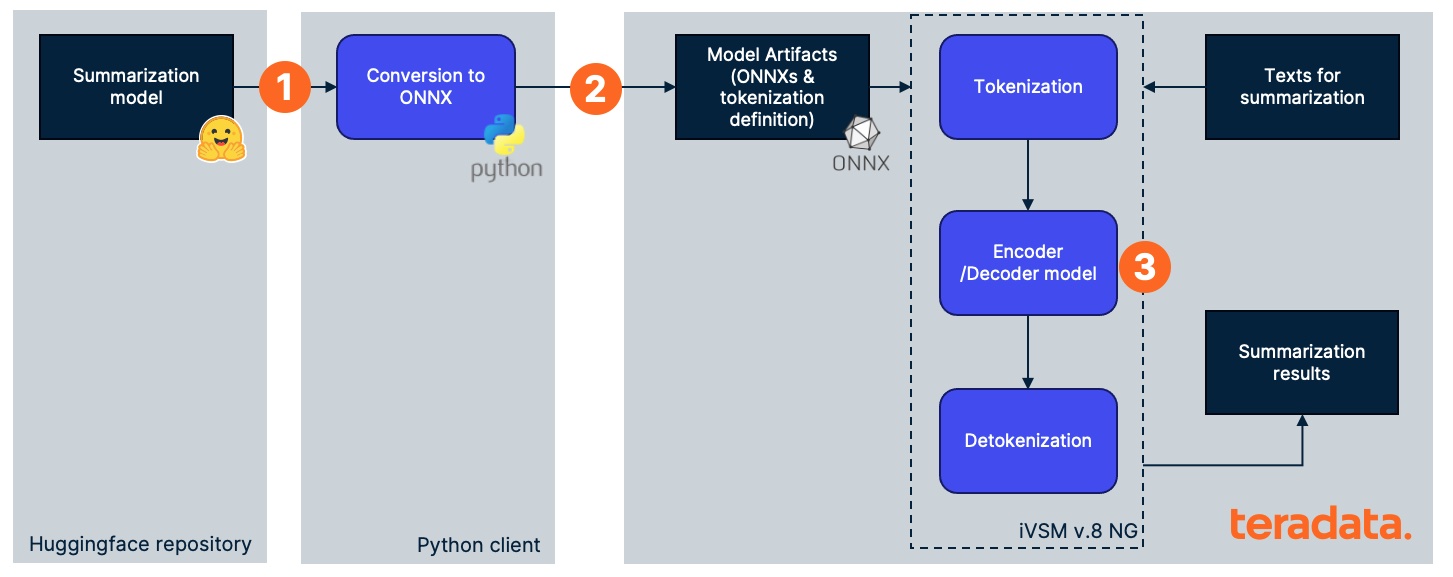 Summarization
model
1
Conversion to
ONNX
python
2
Model Artifacts
(ONNXs &
tokenization
definition)
ONNX
Tokenization
Texts for
summarization
Encoder
/Decoder model
3
Detokenization
Summarization
results
Huggingface repository
Python client
iVSM v.8 NG
teradata.